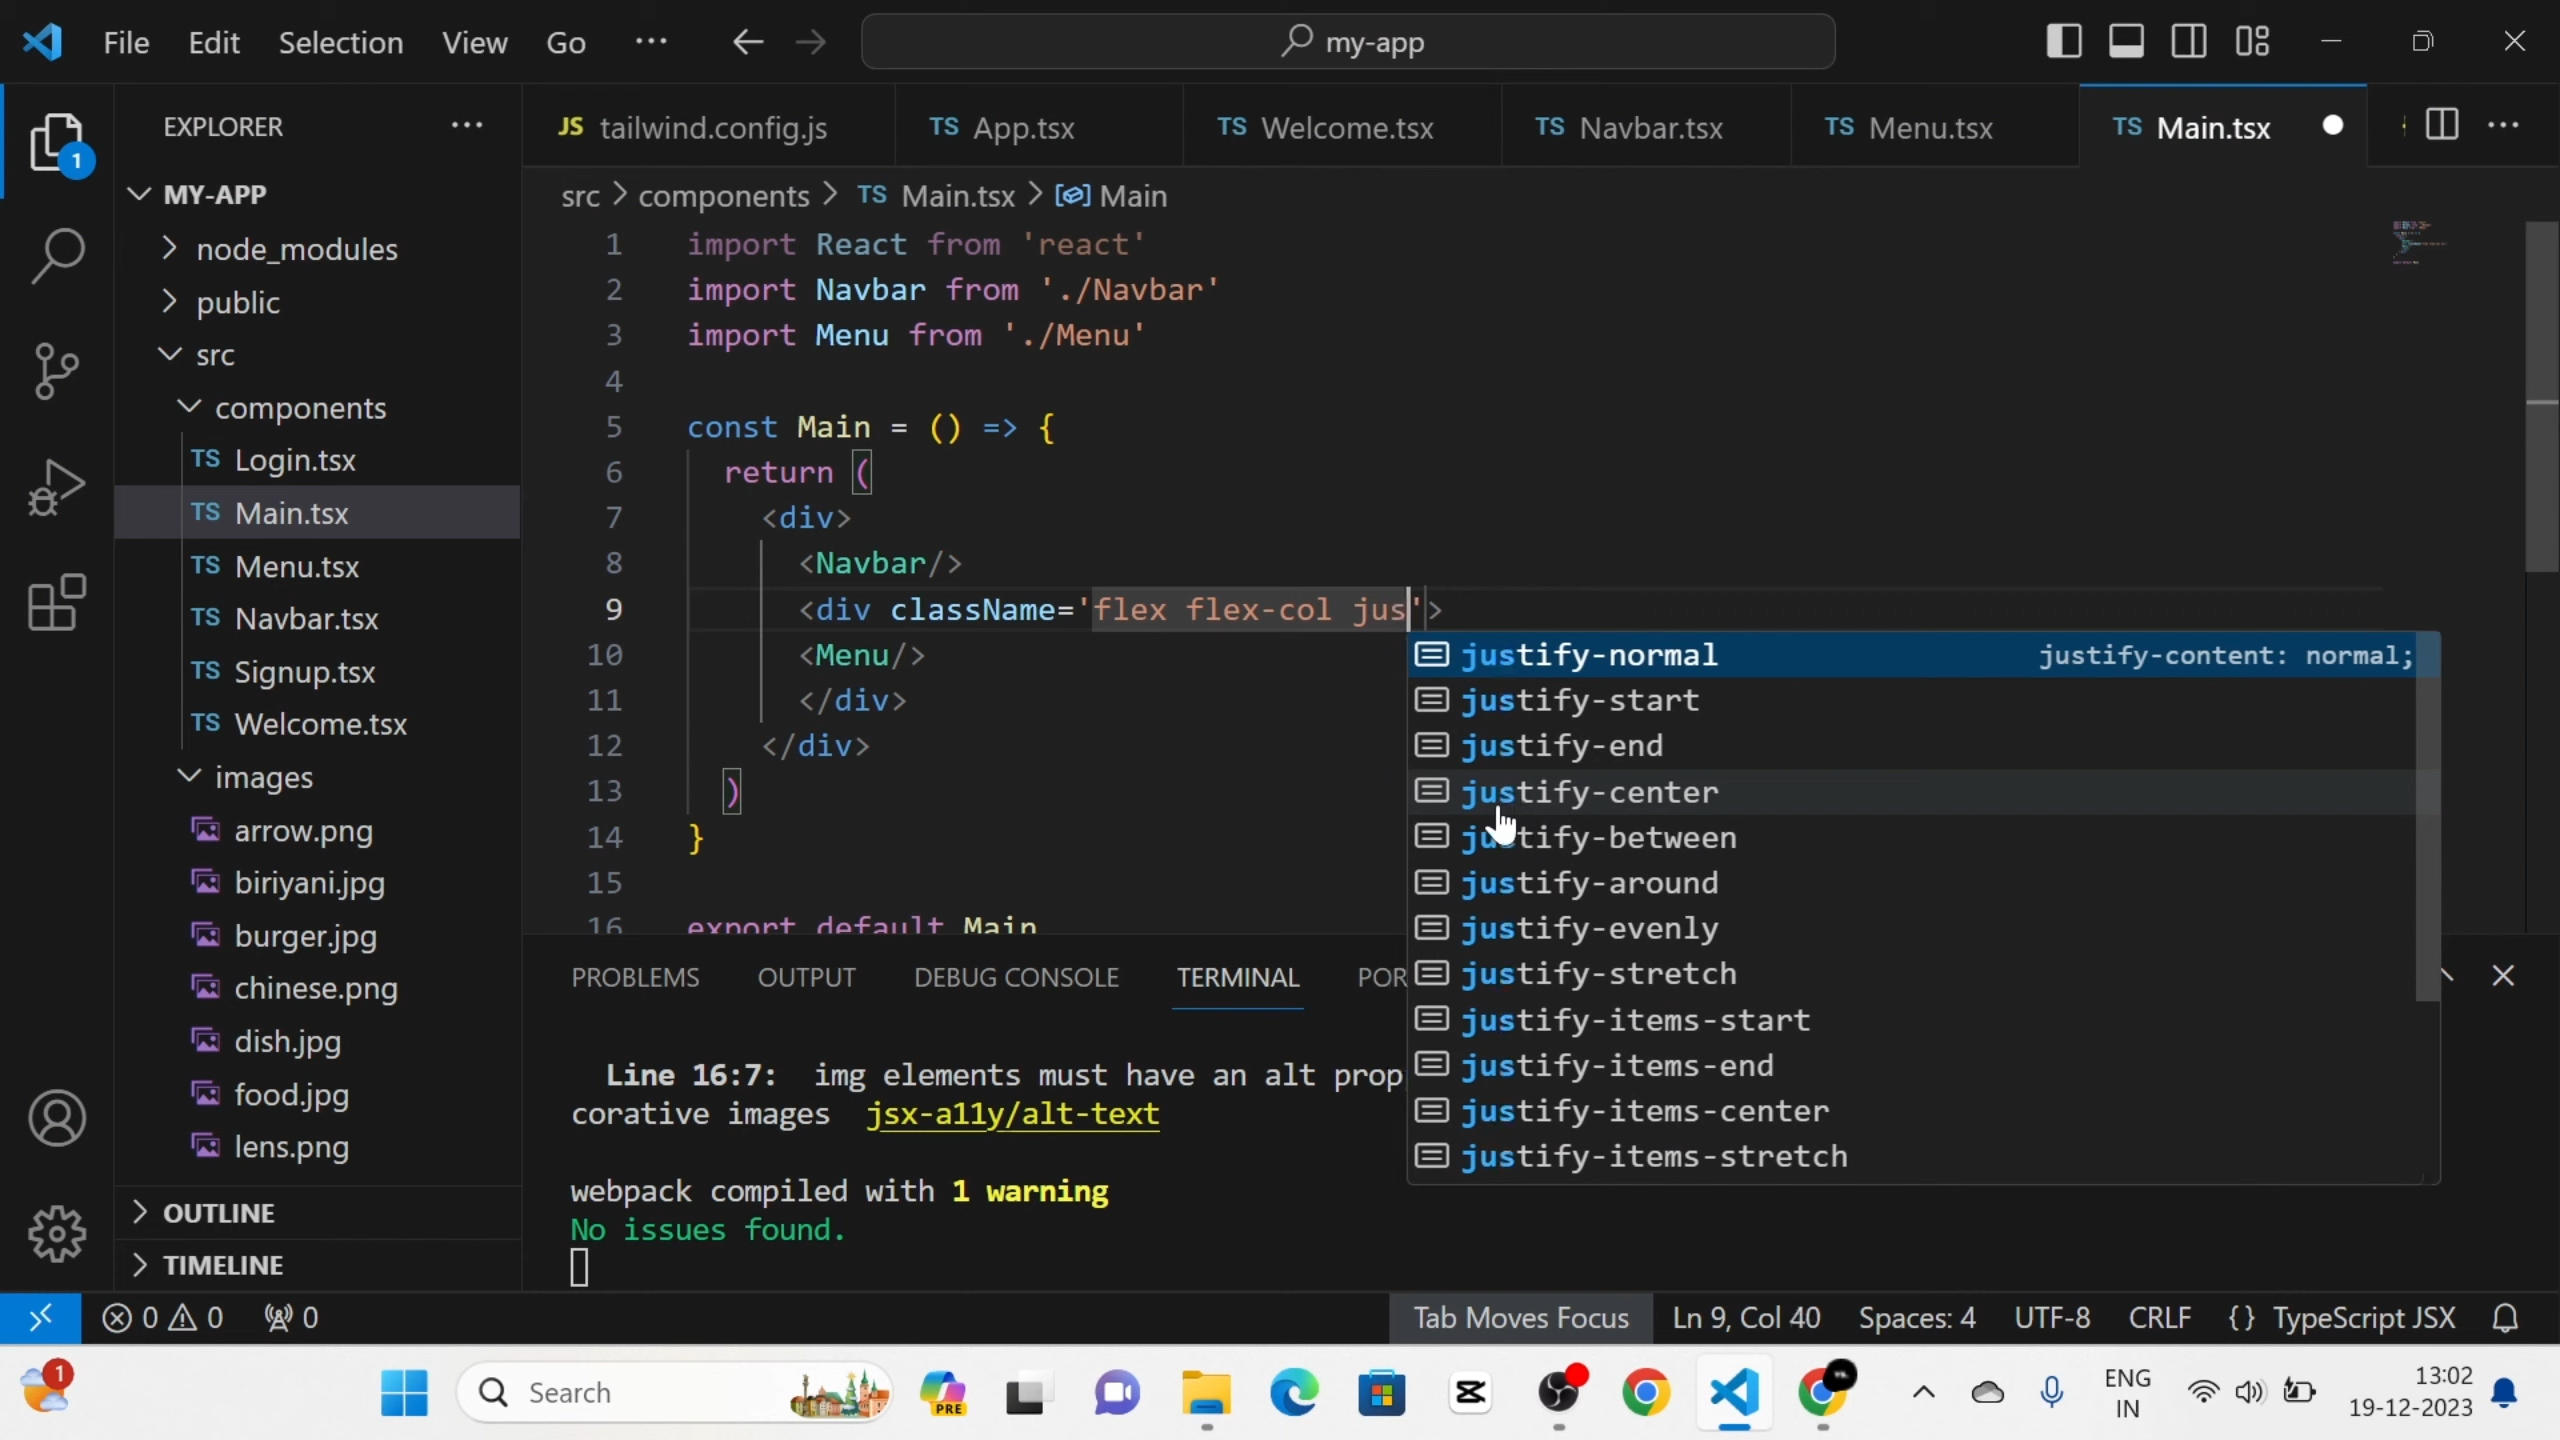 File Edit Selection View Go ··· my-app
EXPLORER ···
JS tailwind.config.js TS App.tsx TS Welcome.tsx TS Navbar.tsx TS Menu.tsx TS Main.tsx
1
MY-APP
node_modules
public
src
components
TS Login.tsx
TS Main.tsx
TS Menu.tsx
TS Navbar.tsx
TS Signup.tsx
TS Welcome.tsx
images
arrow.png
biriyani.jpg
burger.jpg
chinese.png
dish.jpg
food.jpg
lens.png
OUTLINE
TIMELINE
src > components > TS Main.tsx > Main
1 import React from 'react'
2 import Navbar from './Navbar'
3 import Menu from './Menu'
4
5 const Main = () => {
6 return (
7 <div>
8 <Navbar/>
9 <div className='flex flex-col jus'>
10 <Menu/>
11 </div>
12 </div>
13 )
14 }
15
16 export default Main
justify-normal justify-content: normal;
justify-start
justify-end
justify-center
justify-between
justify-around
justify-evenly
justify-stretch
justify-items-start
justify-items-end
justify-items-center
justify-items-stretch
PROBLEMS OUTPUT DEBUG CONSOLE TERMINAL POR
Line 16:7: img elements must have an alt prop
corative images jsx-a11y/alt-text
webpack compiled with 1 warning
No issues found.
0 0 0 Tab Moves Focus Ln 9, Col 40 Spaces: 4 UTF-8 CRLF {} TypeScript JSX
1 Search PRE ENG
IN
13:02
19-12-2023